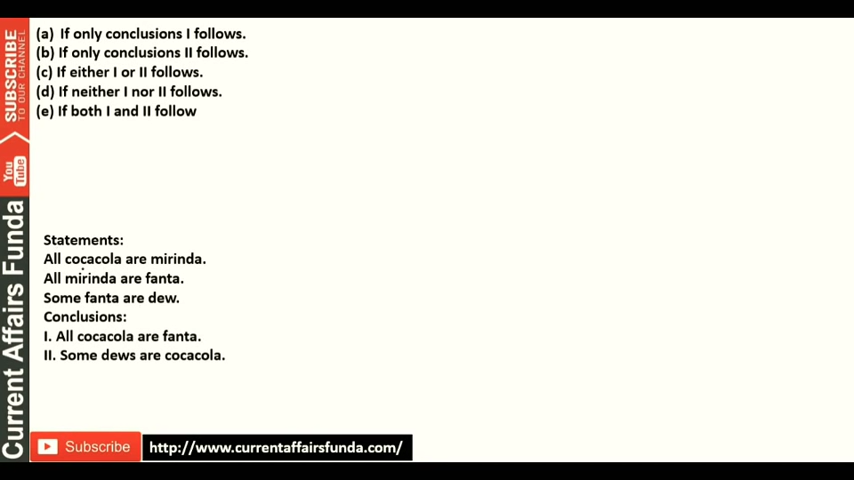 (a) If only conclusions I follows.
(b) If only conclusions II follows.
(c) If either I or II follows.
(d) If neither I nor II follows.
(e) If both I and II follow
SUBSCRIBE
TO OUR CHANNEL
You
Tube
Current Affairs Funda
Statements:
All cocacola are mirinda.
All mirinda are fanta.
Some fanta are dew.
Conclusions:
I. All cocacola are fanta.
II. Some dews are cocacola.
Subscribe
http://www.currentaffairsfunda.com/